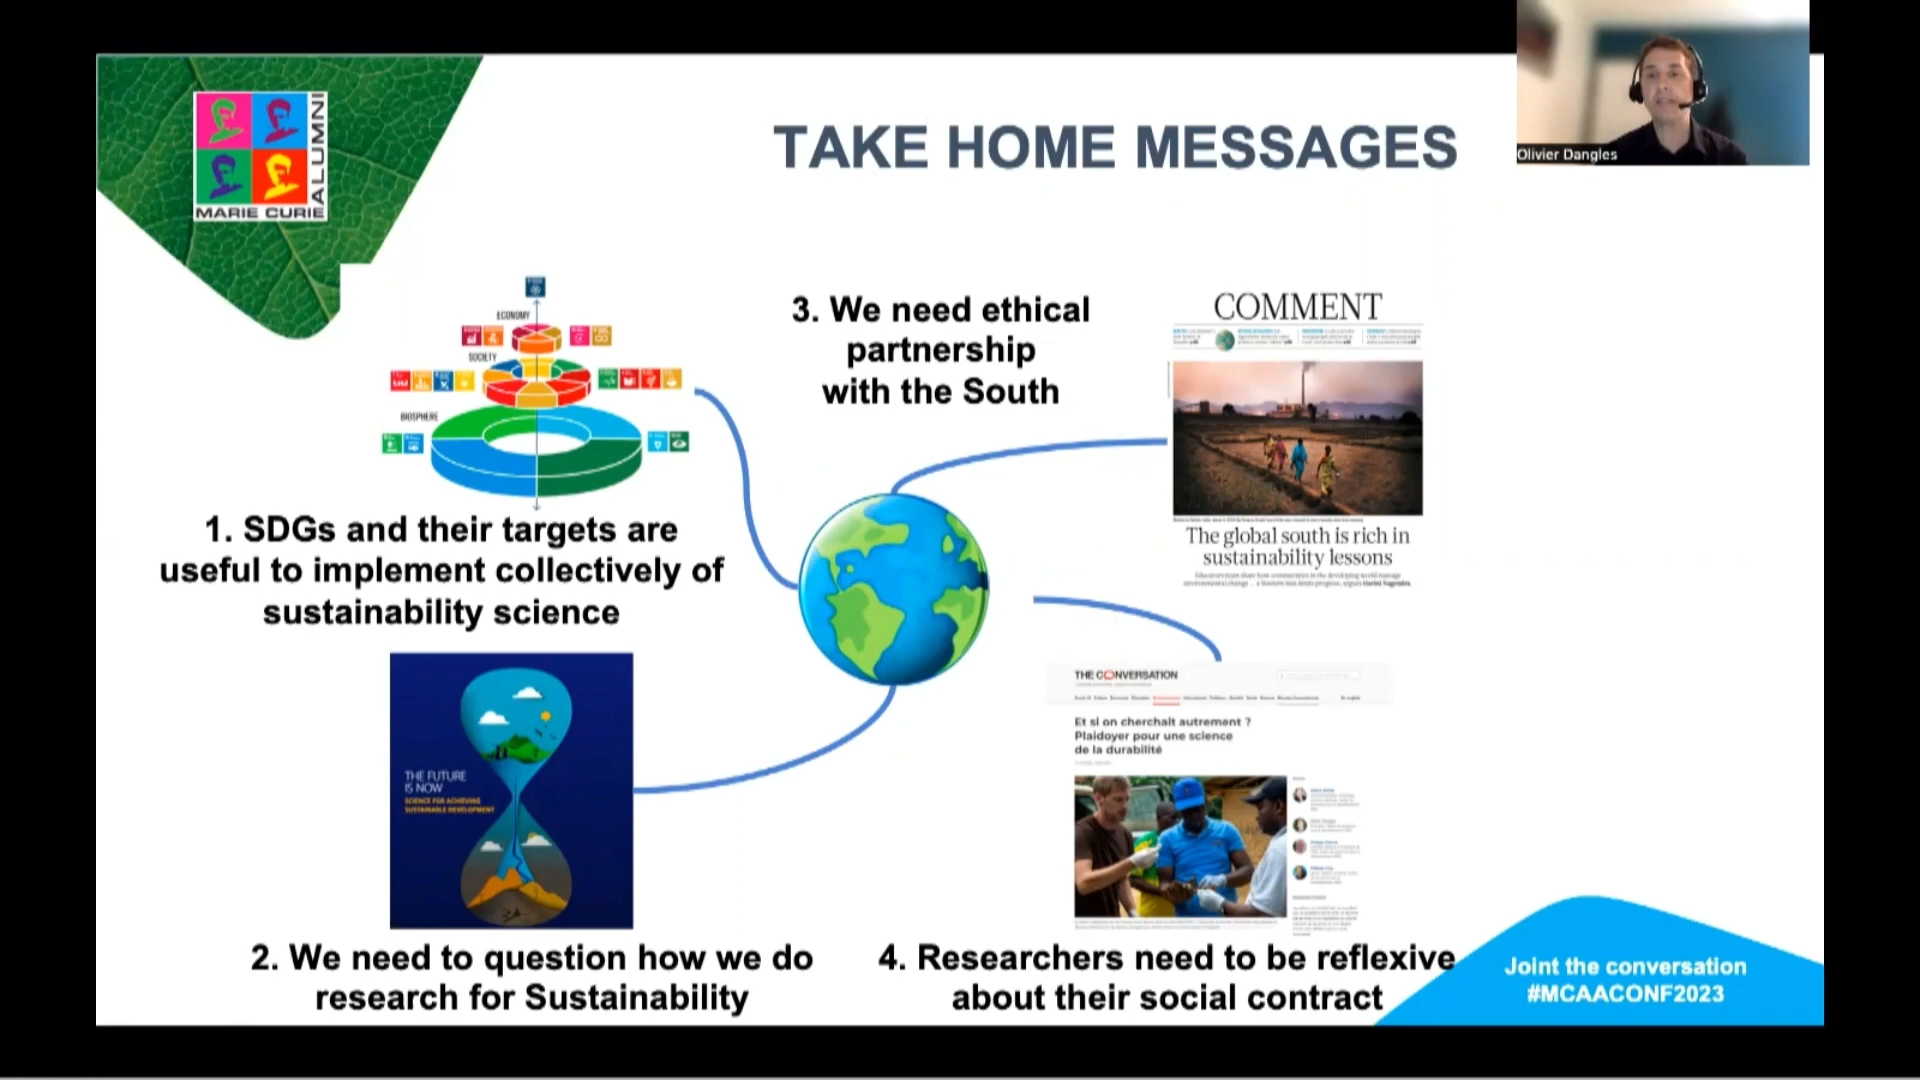 MARIE CURIE
ALUMNI
TAKE HOME MESSAGES
Olivier Dangles
ECONOMY
SOCIETY
BIOSPHERE
1. SDGs and their targets are
useful to implement collectively of
sustainability science
3. We need ethical
partnership
with the South
COMMENT
The global south is rich in
sustainability lessons
THE FUTURE
IS NOW
SCIENCE FOR ACHIEVING
SUSTAINABLE DEVELOPMENT
2. We need to question how we do
research for Sustainability
THE CONVERSATION
Et si on cherchait autrement ?
Plaidoyer pour une science
de la durabilité
4. Researchers need to be reflexive
about their social contract
Joint the conversation
#MCAACONF2023